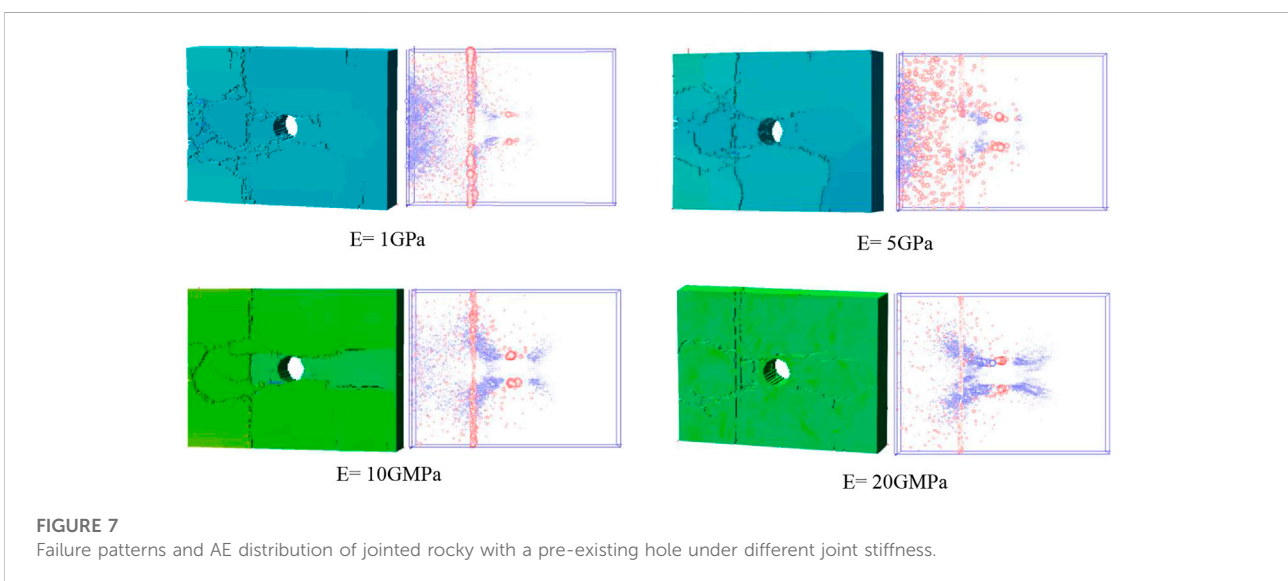 E= 1GPa
E= 5GPa
E= 10GMPa
E= 20GMPa
FIGURE 7
Failure patterns and AE distribution of jointed rocky with a pre-existing hole under different joint stiffness.